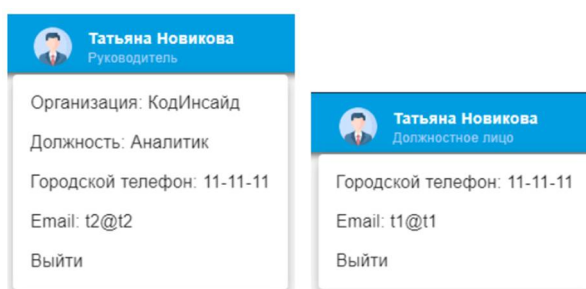 Татьяна Новикова
Руководитель
Организация: КодИнсайд
Должность: Аналитик
Городской телефон: 11-11-11
Email: t2@t2
Выйти
Татьяна Новикова
Должностное лицо
Городской телефон: 11-11-11
Email: t1@t1
Выйти